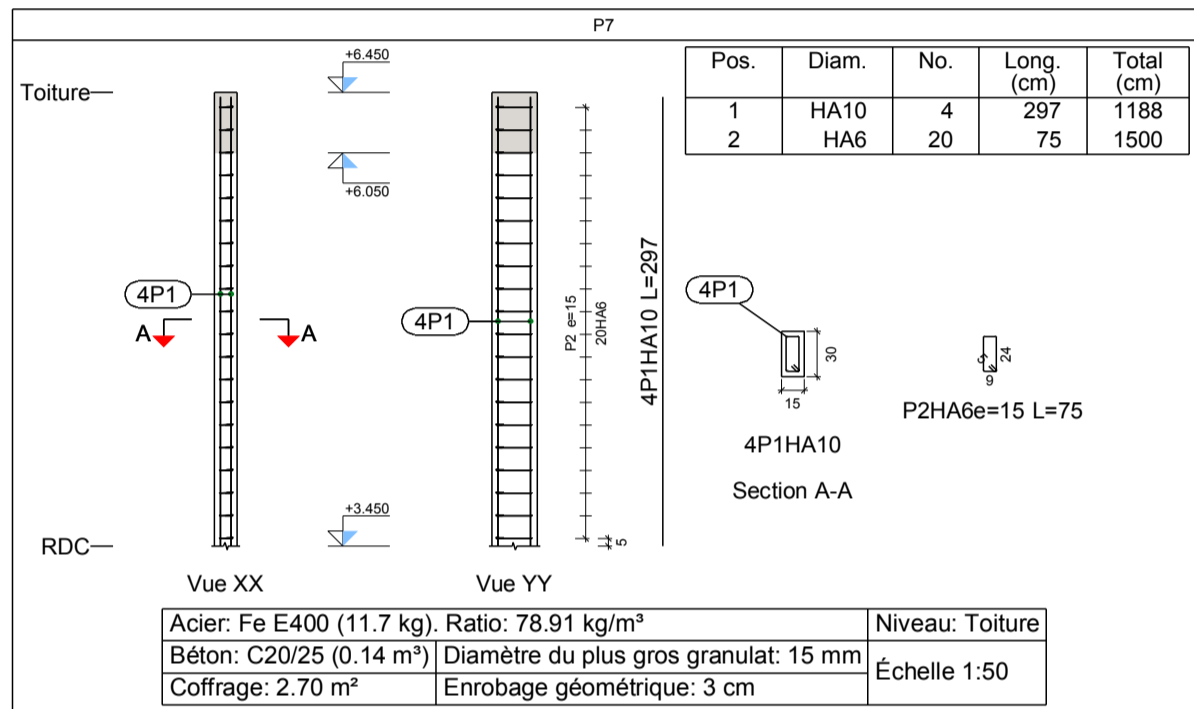 P7
Toiture
+6.450
+6.050
4P1
A A
+3.450
RDC
Vue XX
4P1
P2 e=15
20HA6
5
Vue YY
4P1HA10 L=297
Pos. Diam. No. Long. (cm) Total (cm)
1 HA10 4 297 1188
2 HA6 20 75 1500
4P1
30
15
4P1HA10
Section A-A
5
24
9
P2HA6e=15 L=75
Acier: Fe E400 (11.7 kg). Ratio: 78.91 kg/m³
Niveau: Toiture
Béton: C20/25 (0.14 m³) Diamètre du plus gros granulat: 15 mm
Échelle 1:50
Coffrage: 2.70 m² Enrobage géométrique: 3 cm